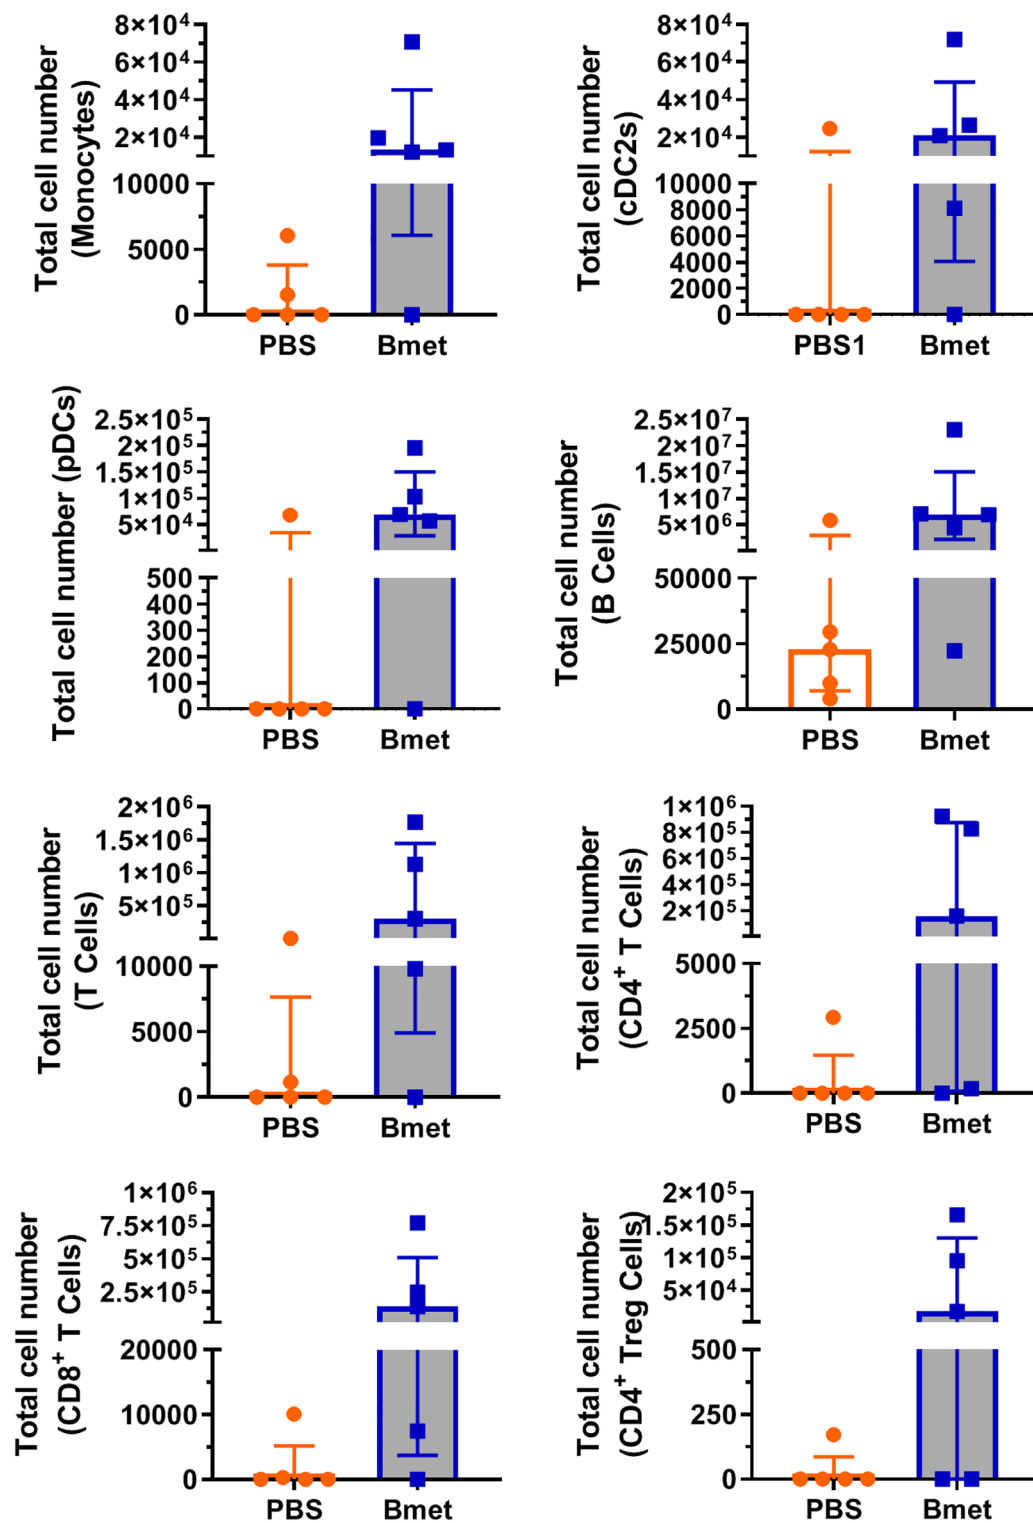 Total cell number
(Monocytes)
8×10⁴
6×10⁴
4×10⁴
2×10⁴
10000
5000
0
PBS
Bmet
Total cell number
(cDC2s)
8×10⁴
6×10⁴
4×10⁴
2×10⁴
10000
8000
6000
4000
2000
0
PBS1
Bmet
Total cell number (pDCs)
2.5×10⁵
2×10⁵
1.5×10⁵
1×10⁵
5×10⁴
500
400
300
200
100
0
PBS
Bmet
Total cell number
(B Cells)
2.5×10⁷
2×10⁷
1.5×10⁷
1×10⁷
5×10⁶
50000
25000
0
PBS
Bmet
Total cell number
(T Cells)
2×10⁶
1.5×10⁶
1×10⁶
5×10⁵
10000
5000
0
PBS
Bmet
Total cell number
(CD4⁺ T Cells)
1×10⁶
8×10⁵
6×10⁵
4×10⁵
2×10⁵
5000
2500
0
PBS
Bmet
Total cell number
(CD8⁺ T Cells)
1×10⁶
7.5×10⁵
5×10⁵
2.5×10⁵
20000
10000
0
PBS
Bmet
Total cell number
(CD4⁺ Treg Cells)
2×10⁵
1.5×10⁵
1×10⁵
5×10⁴
500
250
0
PBS
Bmet